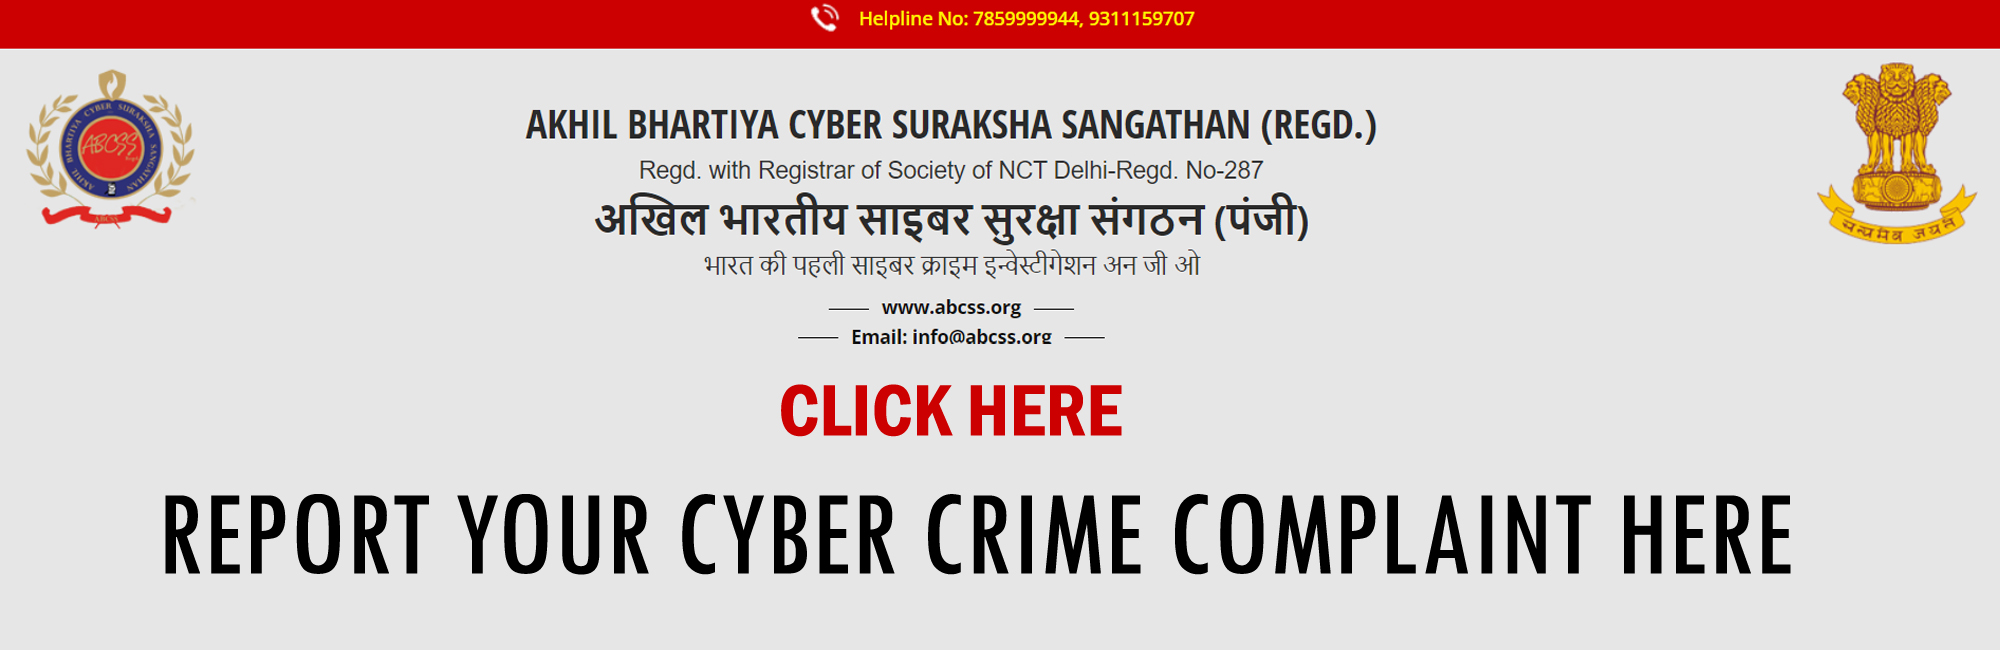 Helpline No: 7859999944, 9311159707
AKHIL BHARTIYA CYBER SURAKSHA SANGATHAN (REGD.)
Regd. with Registrar of Society of NCT Delhi-Regd. No-287
अखिल भारतीय साइबर सुरक्षा संगठन (पंजी)
भारत की पहली साइबर क्राइम इन्वेस्टीगेशन अन जी ओ
www.abcss.org
Email: info@abcss.org
AKHIL BHARTIYA CYBER SURAKSHA SANGATHAN
ABCSS
Regd.
ABCSS
सत्यमेव जयते
CLICK HERE
REPORT YOUR CYBER CRIME COMPLAINT HERE